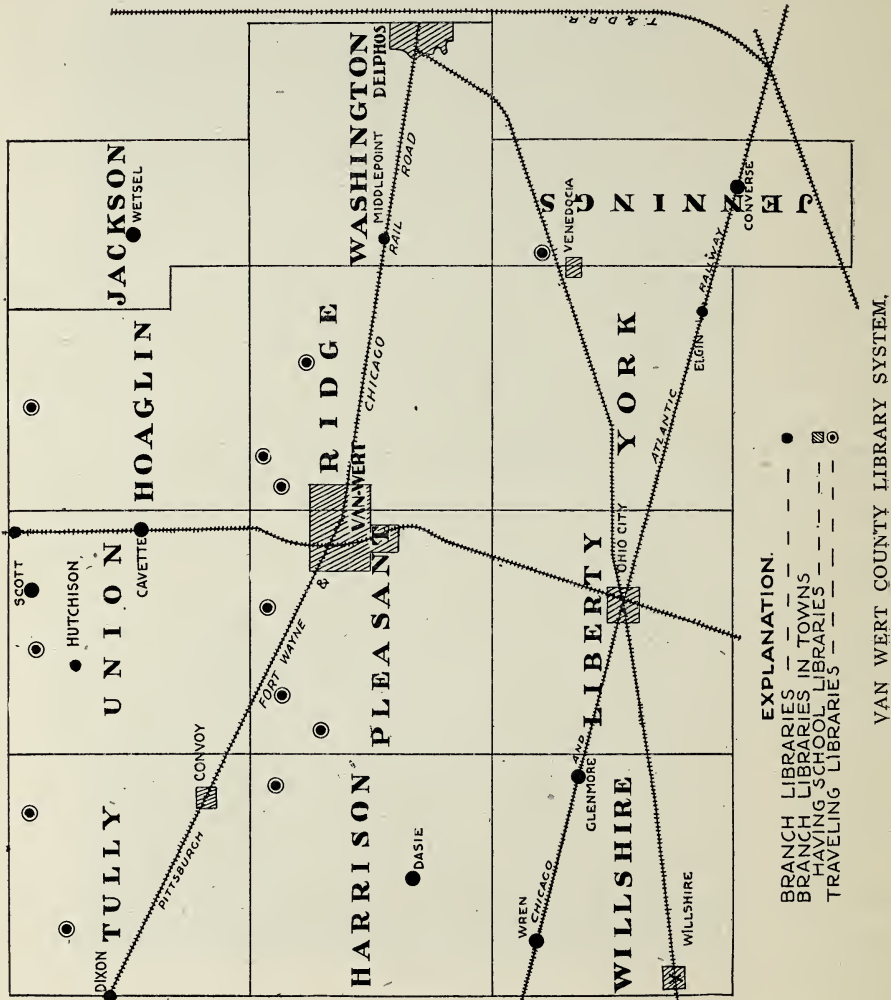 JACKSON
WETSEL
WASHINGTON
DELPHOS
MIDDLEPOINT
T. & D. R.R.
HOAGLIN
RIDGE
VAN-WERT
RAIL ROAD
CHICAGO
&
FORT WAYNE
PITTSBURGH
JENNINGS
VENEDOCIA
CONVERSE
YORK
ELGIN
RAILWAY
ATLANTIC
AND
CHICAGO
SCOTT
HUTCHISON
CAVETTE
UNION
PLEASANT
LIBERTY
OHIO CITY
TULLY
CONVOY
DIXON
HARRISON
DASIE
WILLSHIRE
GLENMORE
WREN
WILLSHIRE
EXPLANATION.
BRANCH LIBRARIES
BRANCH LIBRARIES IN TOWNS
HAVING SCHOOL LIBRARIES
TRAVELING LIBRARIES
VAN WERT COUNTY LIBRARY SYSTEM.